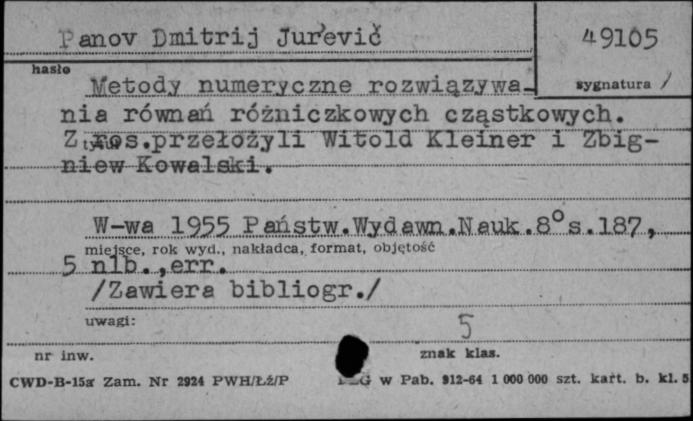 Panov Dmitrij Jur'evič
49105
hasło
sygnatura
Metody numeryczne rozwiązywa-
nia równań różniczkowych cząstkowych.
Z ros.przełożyli Witold Kleiner i Zbig-
tytuł
niew Kowalski.
W-wa 1955 Państw.Wydawn.Nauk.8°s.187,
miejsce, rok wyd., nakładca, format, objętość
5 nlb.,err.
/Zawiera bibliogr./
uwagi:
5
nr inw.
znak klas.
CWD-B-15a Zam. Nr 2924 PWH/Łź/P
w Pab. 912-64 1 000 000 szt. kart. b. kl. 5